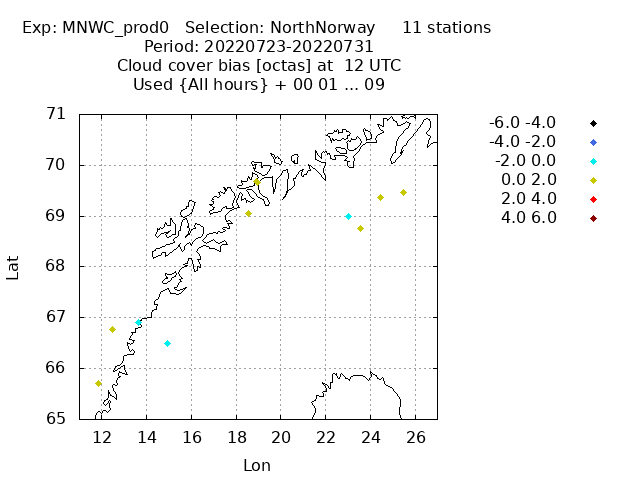 Exp: MNWC_prod0   Selection: NorthNorway     11 stations
Period: 20220723-20220731
Cloud cover bias [octas] at  12 UTC
Used {All hours} + 00 01 ... 09
71
70
69
68
67
66
65
Lat
12 14 16 18 20 22 24 26
Lon
-6.0 -4.0
-4.0 -2.0
-2.0 0.0
0.0 2.0
2.0 4.0
4.0 6.0